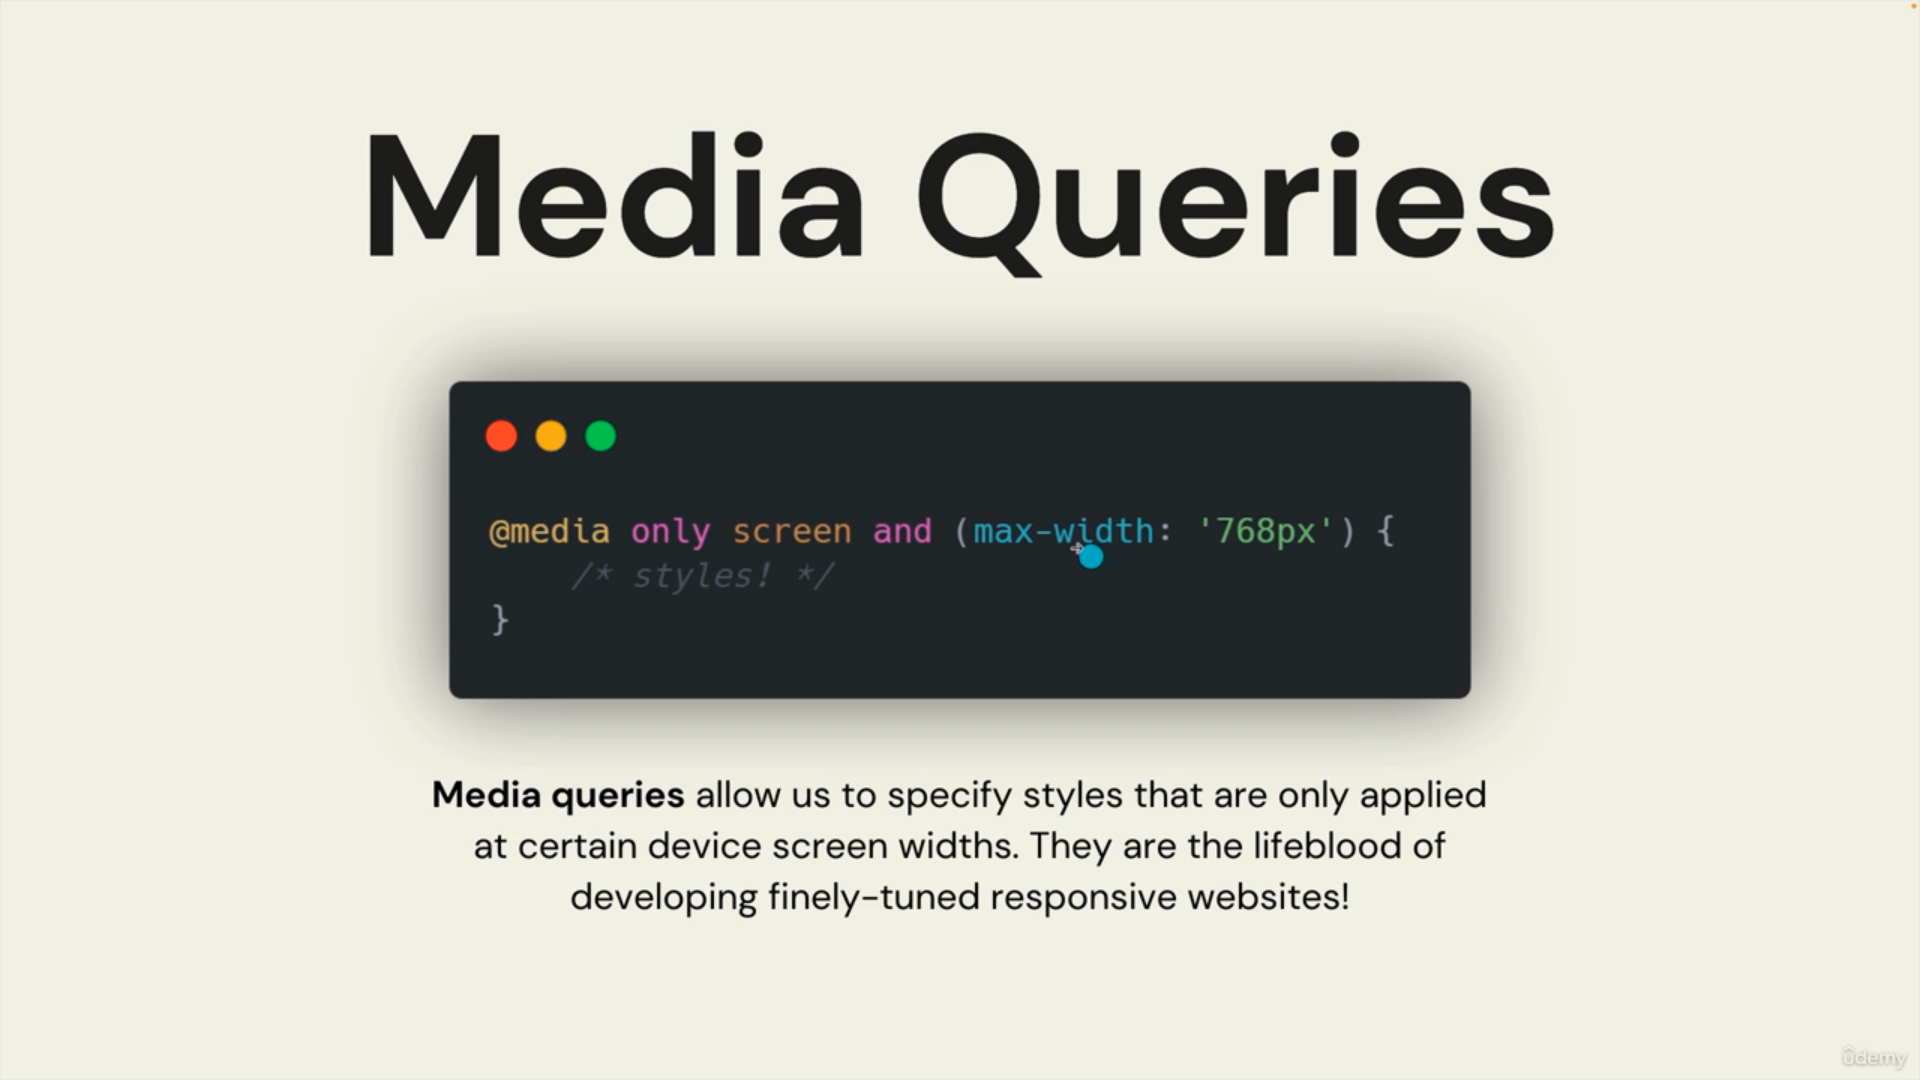 Media Queries
@media only screen and (max-width: '768px') {
/* styles! */
}
Media queries allow us to specify styles that are only applied
at certain device screen widths. They are the lifeblood of
developing finely-tuned responsive websites!
ûdemy